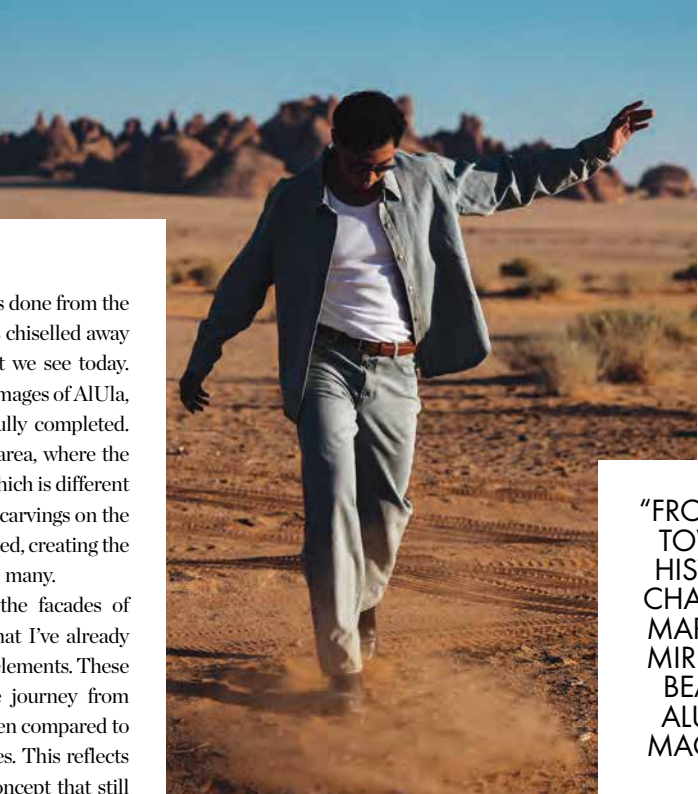 s done from the
chiselled away
t we see today.
mages of AlUla,
ully completed.
area, where the
hich is different
carvings on the
ed, creating the
many.
the facades of
hat I've already
elements. These
journey from
en compared to
es. This reflects
oncept that still
"FRO
TO
HIS
CHA
MAR
MIR
BEA
ALU
MAG